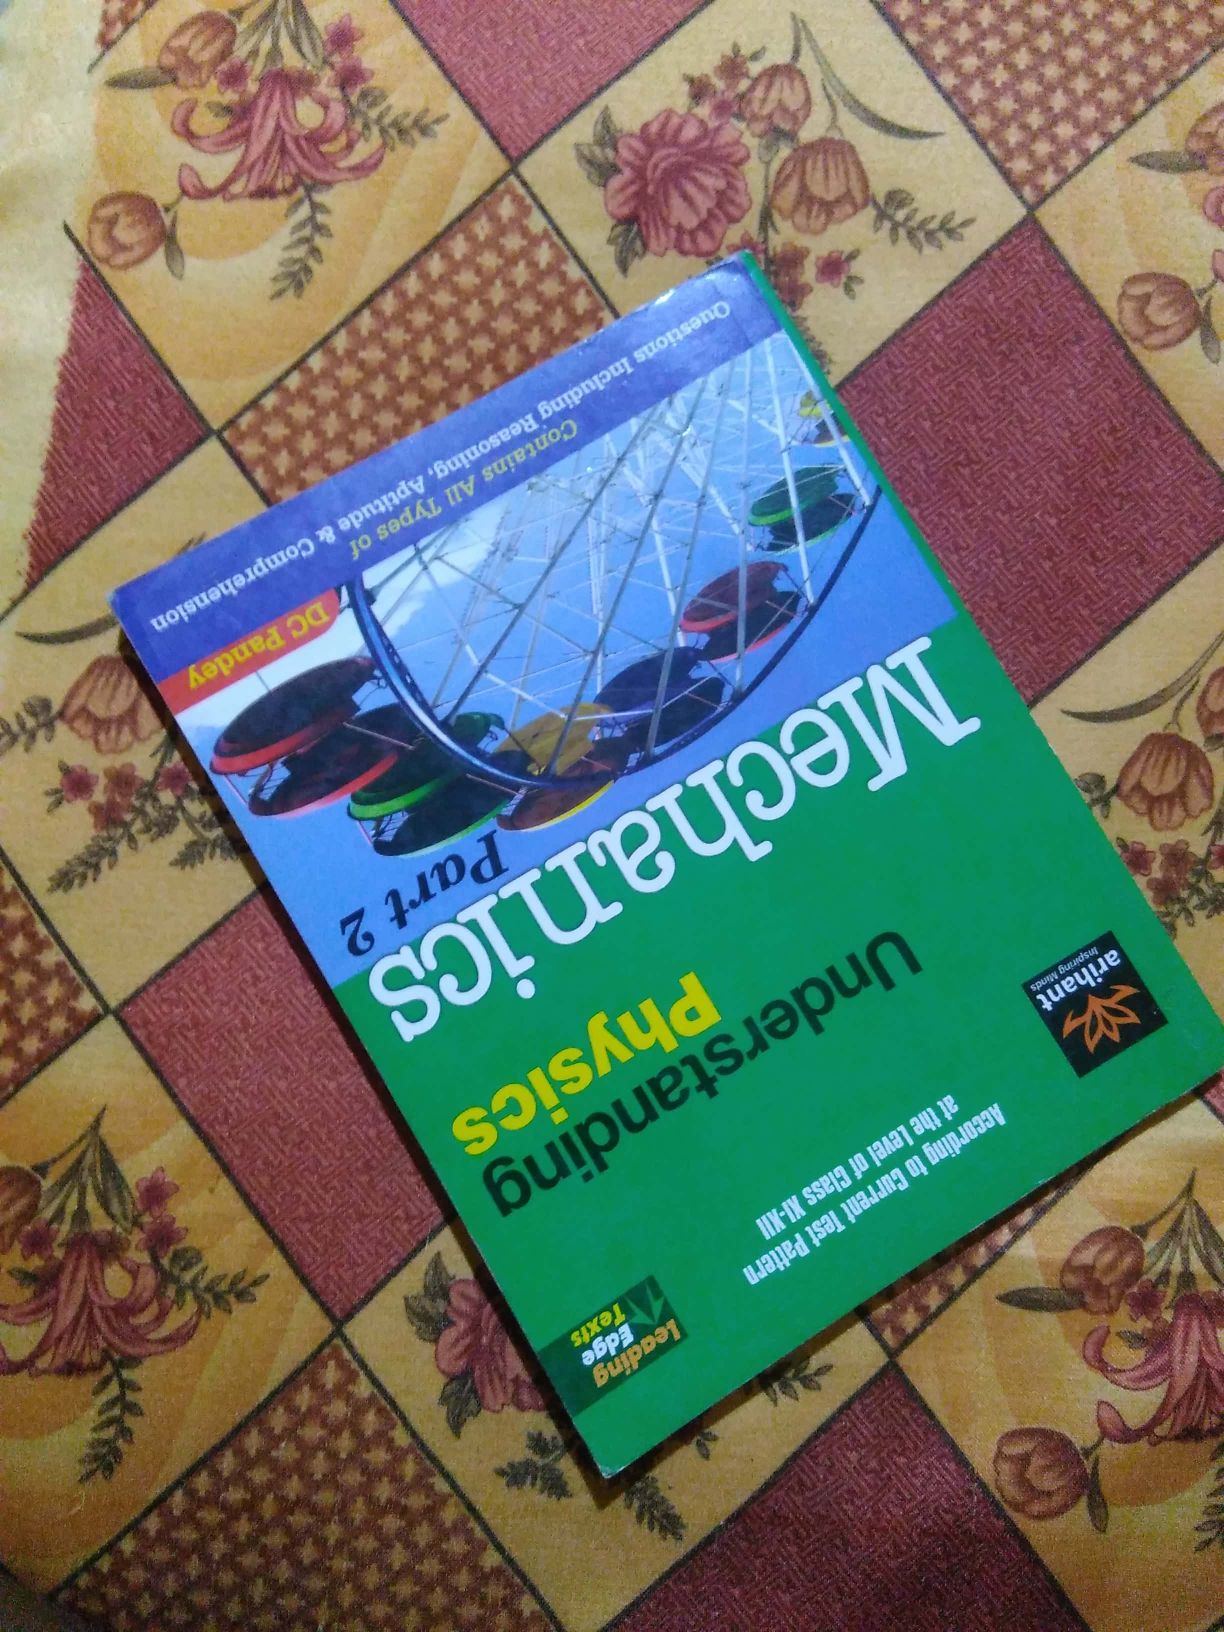 Leading
Edge
Texts
According to Current Test Pattern
at the Level of Class XI-XII
arihant
Inspiring Minds
Understanding
Physics
Mechanics
Part 2
DC Pandey
Contains All Types of
Questions Including Reasoning, Aptitude & Comprehension